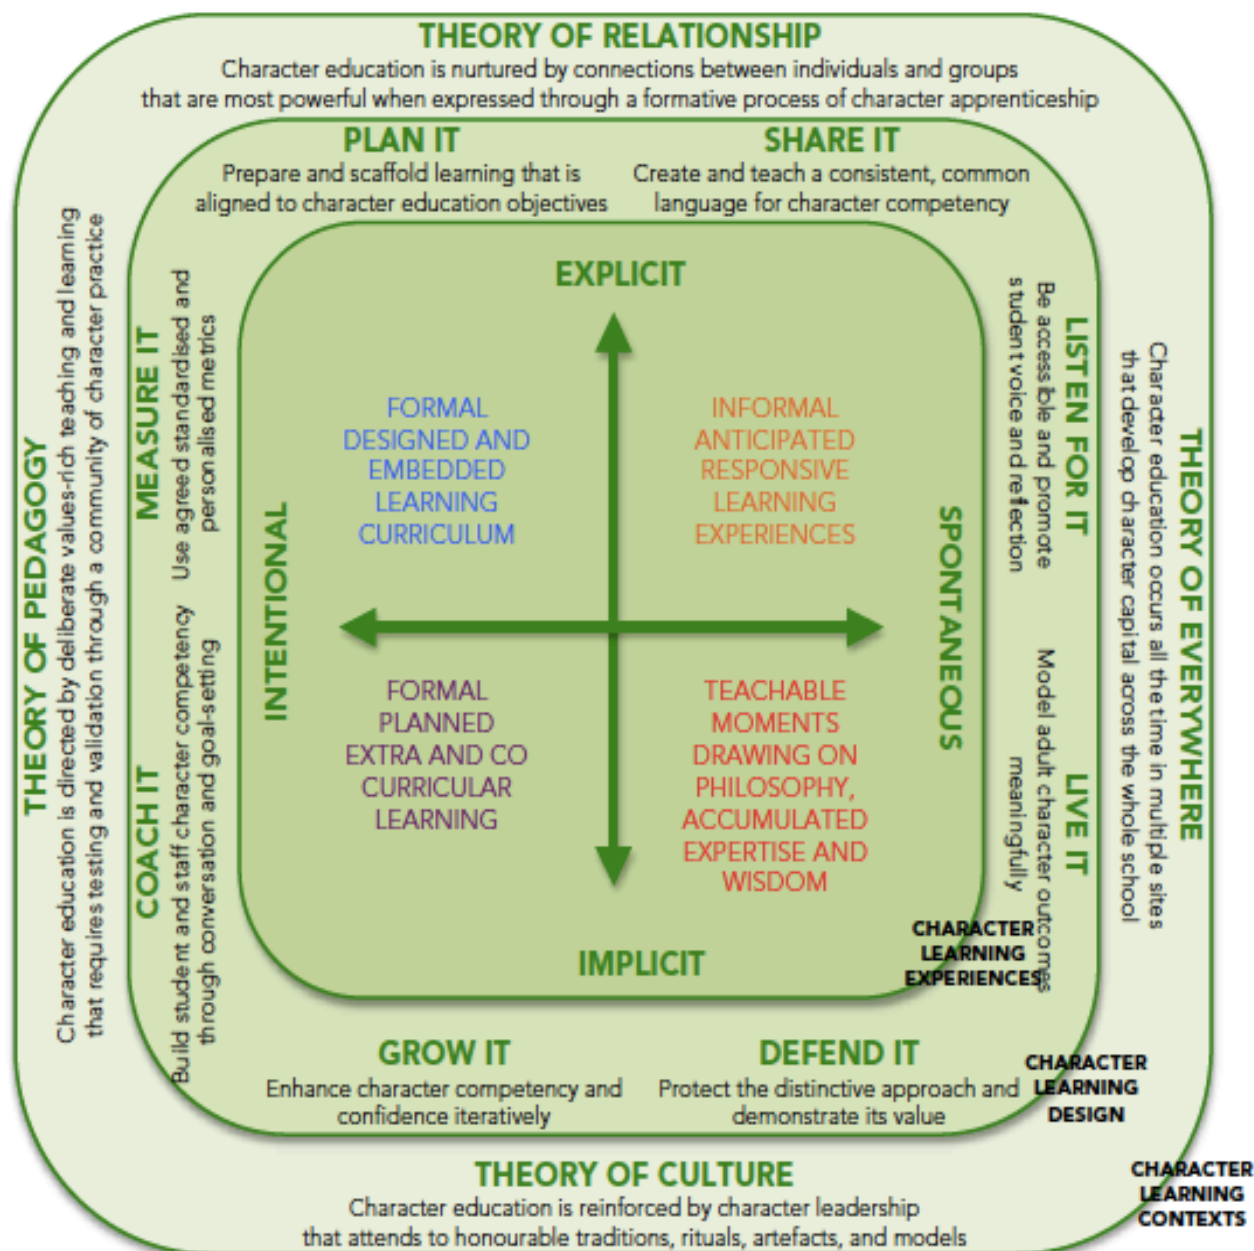 THEORY OF RELATIONSHIP
Character education is nurtured by connections between individuals and groups
that are most powerful when expressed through a formative process of character apprenticeship
PLAN IT
Prepare and scaffold learning that is
aligned to character education objectives
SHARE IT
Create and teach a consistent, common
language for character competency
THEORY OF PEDAGOGY
Character education is directed by deliberate values-rich teaching and learning
that requires testing and validation through a community of character practice
MEASURE IT
Use agreed standardised and
personalised metrics
COACH IT
Build student and staff character competency
through conversation and goal-setting
EXPLICIT
INTENTIONAL
FORMAL
DESIGNED AND
EMBEDDED
LEARNING
CURRICULUM
INFORMAL
ANTICIPATED
RESPONSIVE
LEARNING
EXPERIENCES
FORMAL
PLANNED
EXTRA AND CO
CURRICULAR
LEARNING
TEACHABLE
MOMENTS
DRAWING ON
PHILOSOPHY,
ACCUMULATED
EXPERTISE AND
WISDOM
SPONTANEOUS
IMPLICIT
LISTEN FOR IT
Be accessible and promote
student voice and reflection
LIVE IT
Model adult character outcomes
meaningfully
THEORY OF EVERYWHERE
Character education occurs all the time in multiple sites
that develop character capital across the whole school
CHARACTER
LEARNING
EXPERIENCES
GROW IT
Enhance character competency and
confidence iteratively
DEFEND IT
Protect the distinctive approach and
demonstrate its value
CHARACTER
LEARNING
DESIGN
THEORY OF CULTURE
Character education is reinforced by character leadership
that attends to honourable traditions, rituals, artefacts, and models
CHARACTER
LEARNING
CONTEXTS